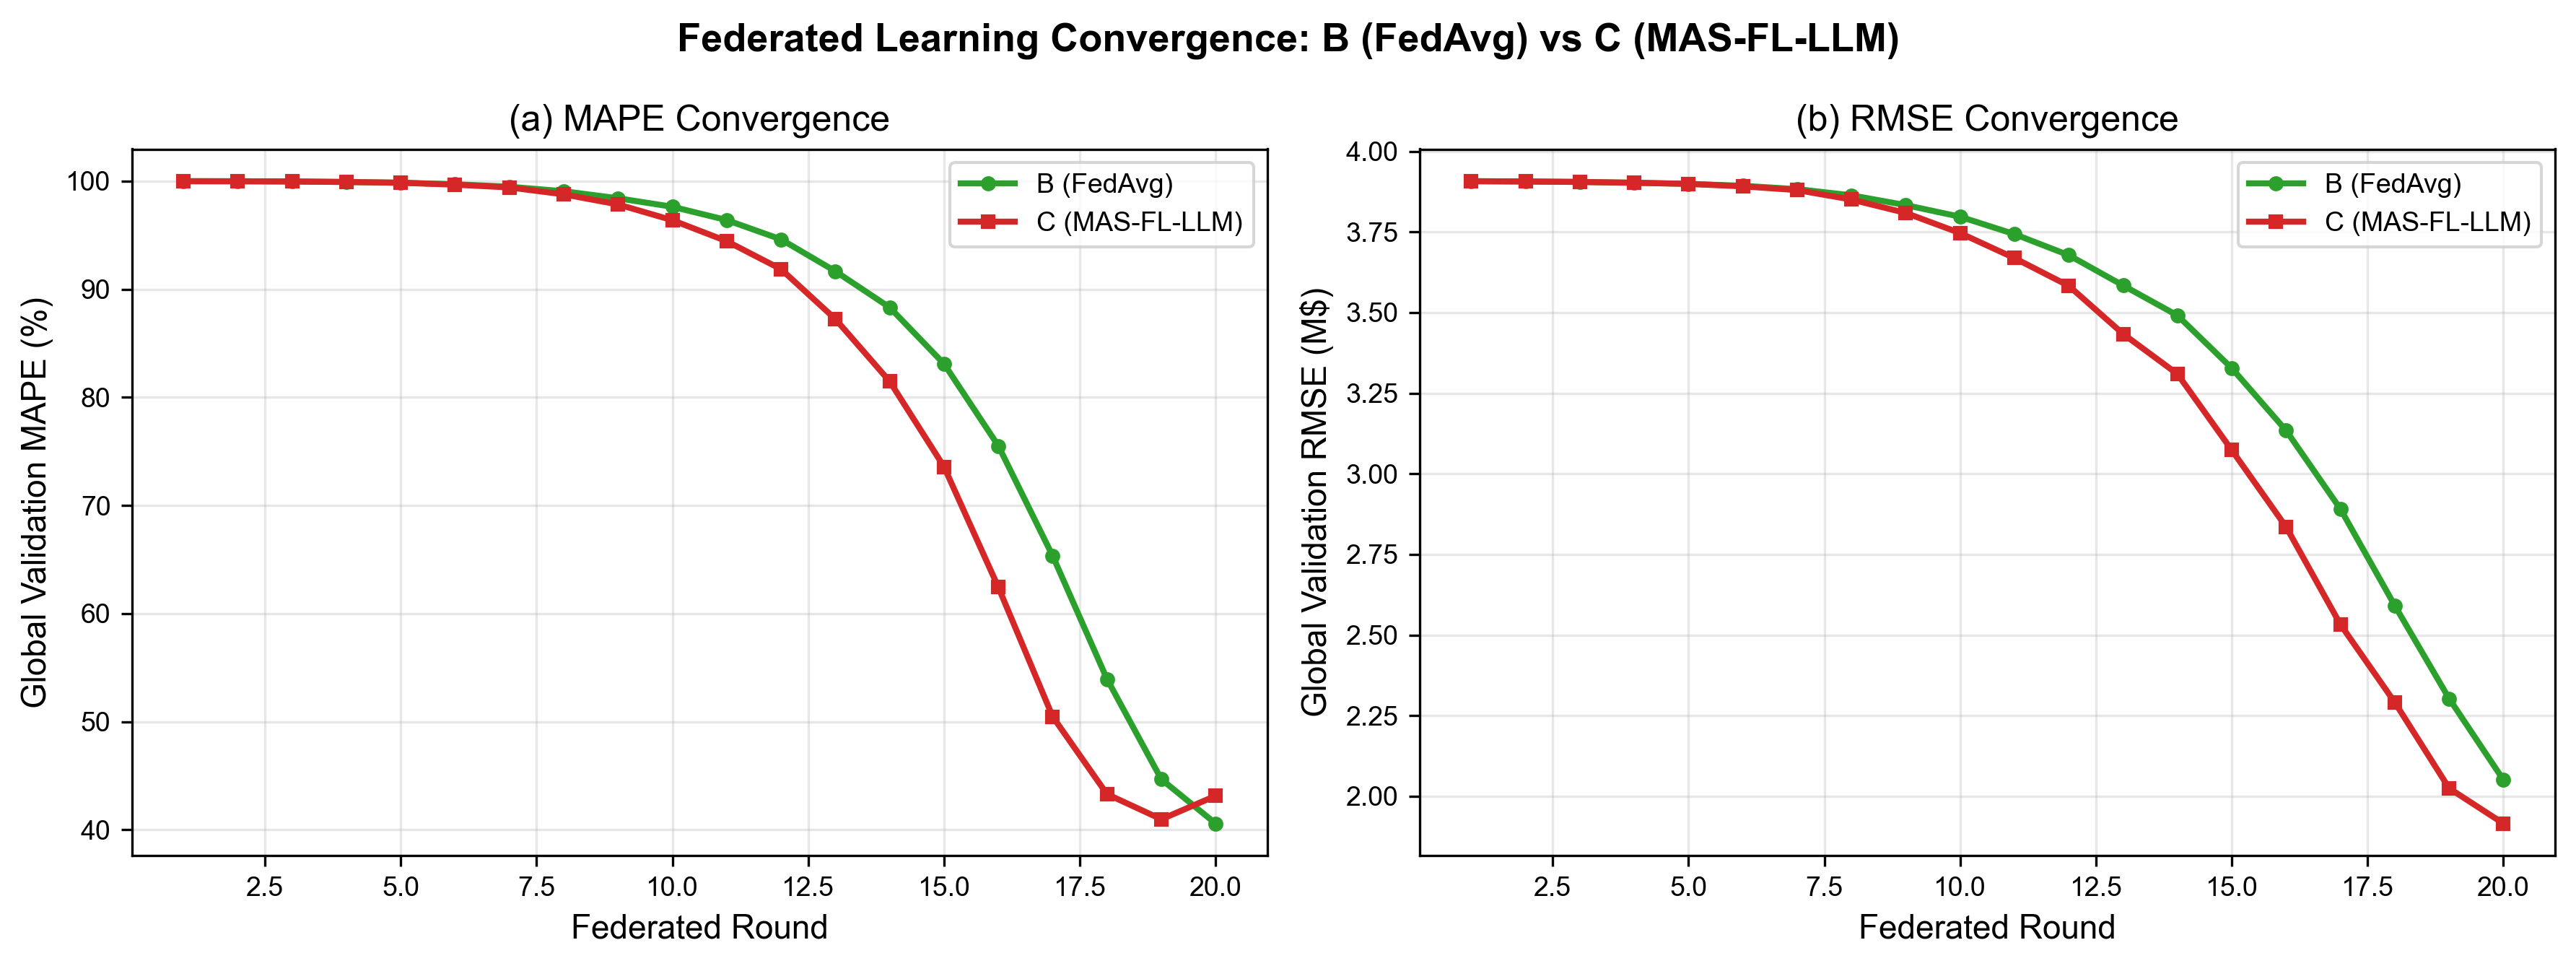 Federated Learning Convergence: B (FedAvg) vs C (MAS-FL-LLM)
(a) MAPE Convergence
Global Validation MAPE (%)
100
90
80
70
60
50
40
B (FedAvg)
C (MAS-FL-LLM)
2.5 5.0 7.5 10.0 12.5 15.0 17.5 20.0
Federated Round
(b) RMSE Convergence
Global Validation RMSE (M$)
4.00
3.75
3.50
3.25
3.00
2.75
2.50
2.25
2.00
B (FedAvg)
C (MAS-FL-LLM)
2.5 5.0 7.5 10.0 12.5 15.0 17.5 20.0
Federated Round